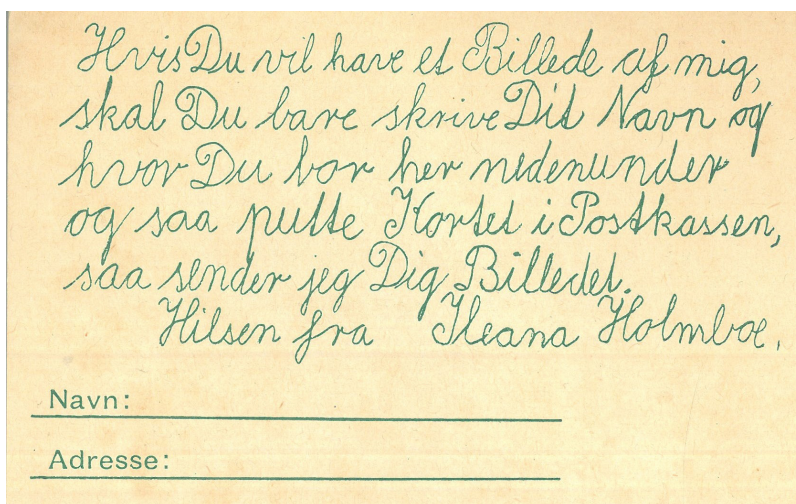 Hvis Du vil have et Billede af mig,
skal Du bare skrive Dit Navn og
hvor Du bor her nedenunder
og saa putte Kortet i Postkassen,
saa sender jeg Dig Billedet.
Hilsen fra Ileana Holmboe.
Navn:
Adresse: